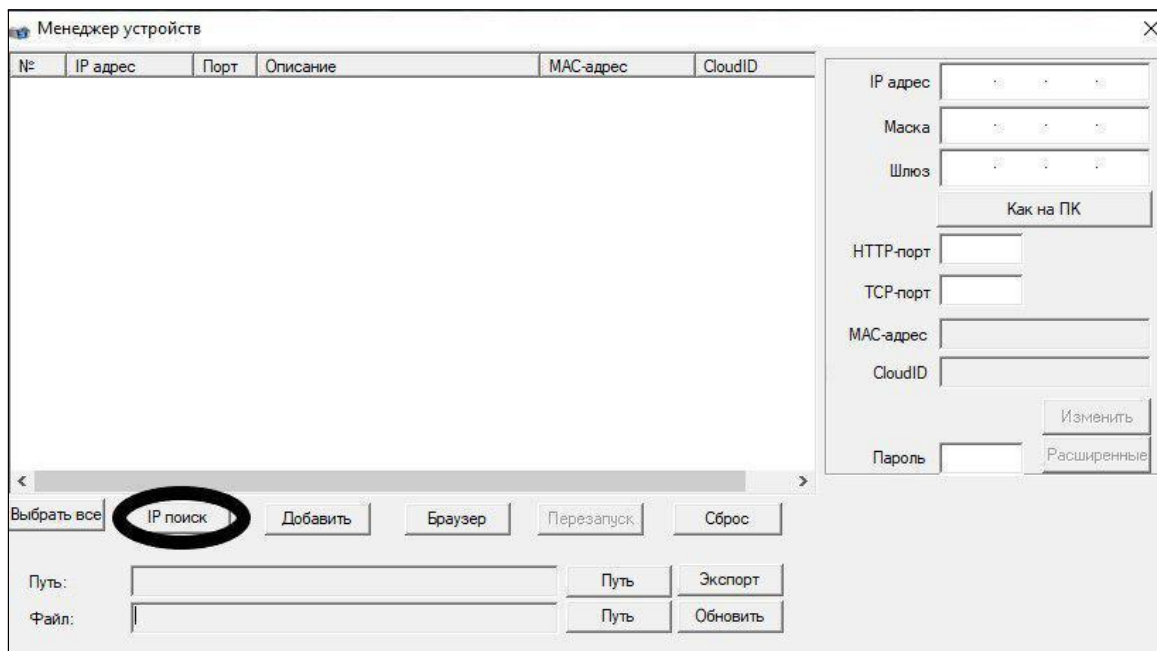 Менеджер устройств
№ IP адрес Порт Описание MAC-адрес CloudID
IP адрес
Маска
Шлюз
Как на ПК
HTTP-порт
TCP-порт
MAC-адрес
CloudID
Изменить
Пароль Расширенные
Выбрать все IP поиск Добавить Браузер Перезапуск Сброс
Путь: Путь Экспорт
Файл: Путь Обновить